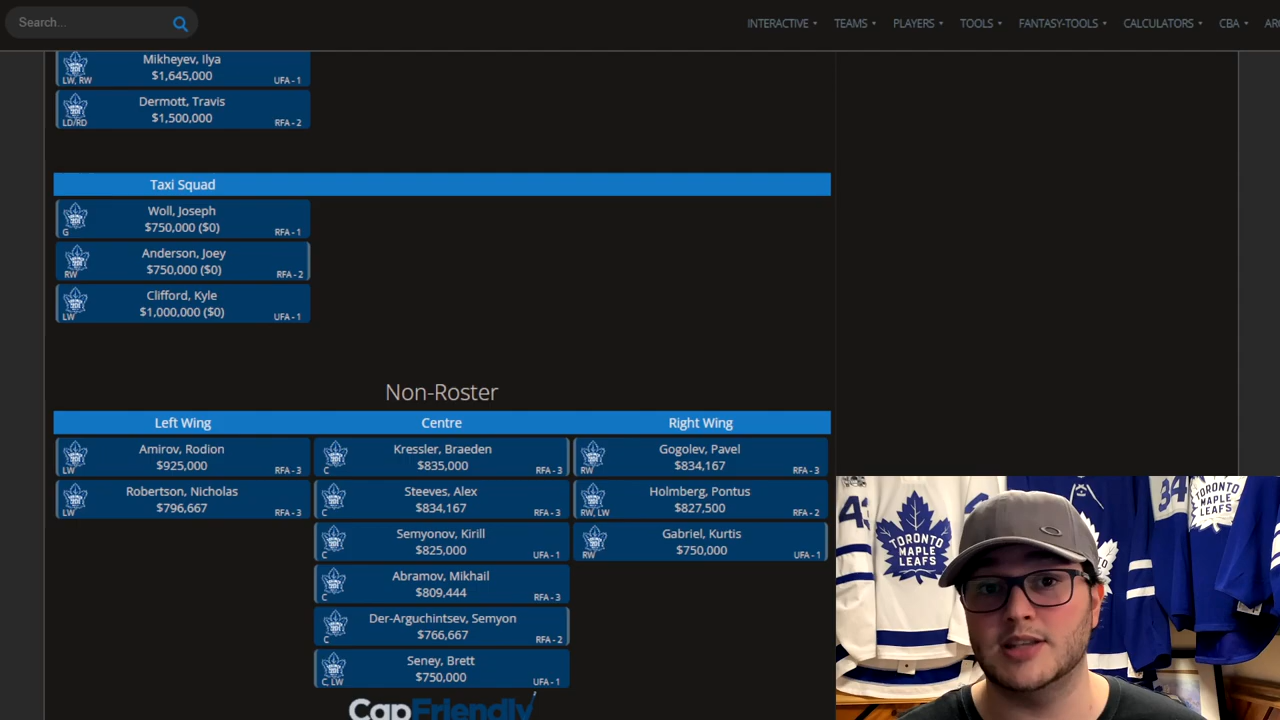 Search...
INTERACTIVE TEAMS PLAYERS TOOLS FANTASY-TOOLS CALCULATORS CBA
Mikheyev, Ilya
$1,645,000
LW, RW UFA - 1
Dermott, Travis
$1,500,000
LD/RD RFA - 2
Taxi Squad
Woll, Joseph
$750,000 ($0)
G RFA - 1
Anderson, Joey
$750,000 ($0)
RW RFA - 2
Clifford, Kyle
$1,000,000 ($0)
LW UFA - 1
Non-Roster
Left Wing Centre Right Wing
Amirov, Rodion
$925,000
LW RFA - 3
Kressler, Braeden
$835,000
C RFA - 3
Gogolev, Pavel
$834,167
RW RFA - 3
Robertson, Nicholas
$796,667
LW RFA - 3
Steeves, Alex
$834,167
C RFA - 3
Holmberg, Pontus
$827,500
RW, LW RFA - 2
Semyonov, Kirill
$825,000
C UFA - 1
Gabriel, Kurtis
$750,000
RW UFA - 1
Abramov, Mikhail
$809,444
C RFA - 3
Der-Arguchintsev, Semyon
$766,667
C RFA - 2
Seney, Brett
$750,000
C, LW UFA - 1
CapFriendly
43
TORONTO
MAPLE
LEAFS
34
TORONTO
MAPLE
LEAFS